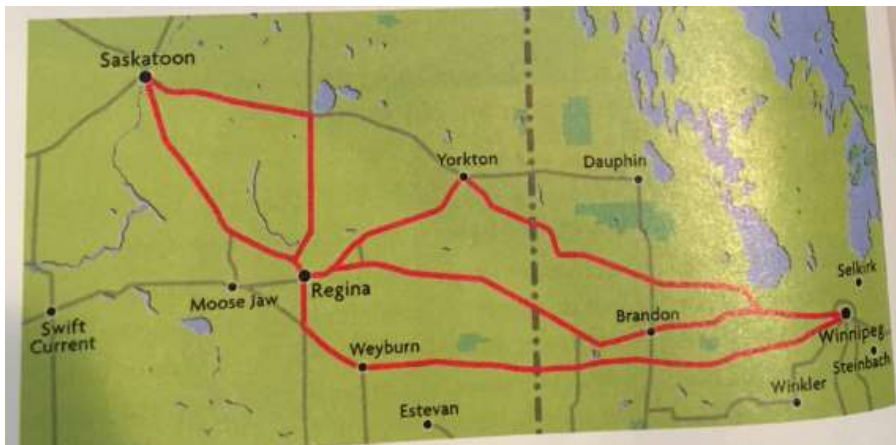 Saskatoon
Yorkton
Dauphin
Selkirk
Moose Jaw
Regina
Swift
Current
Brandon
Winnipeg
Weyburn
Steinbach
Winkler
Estevan